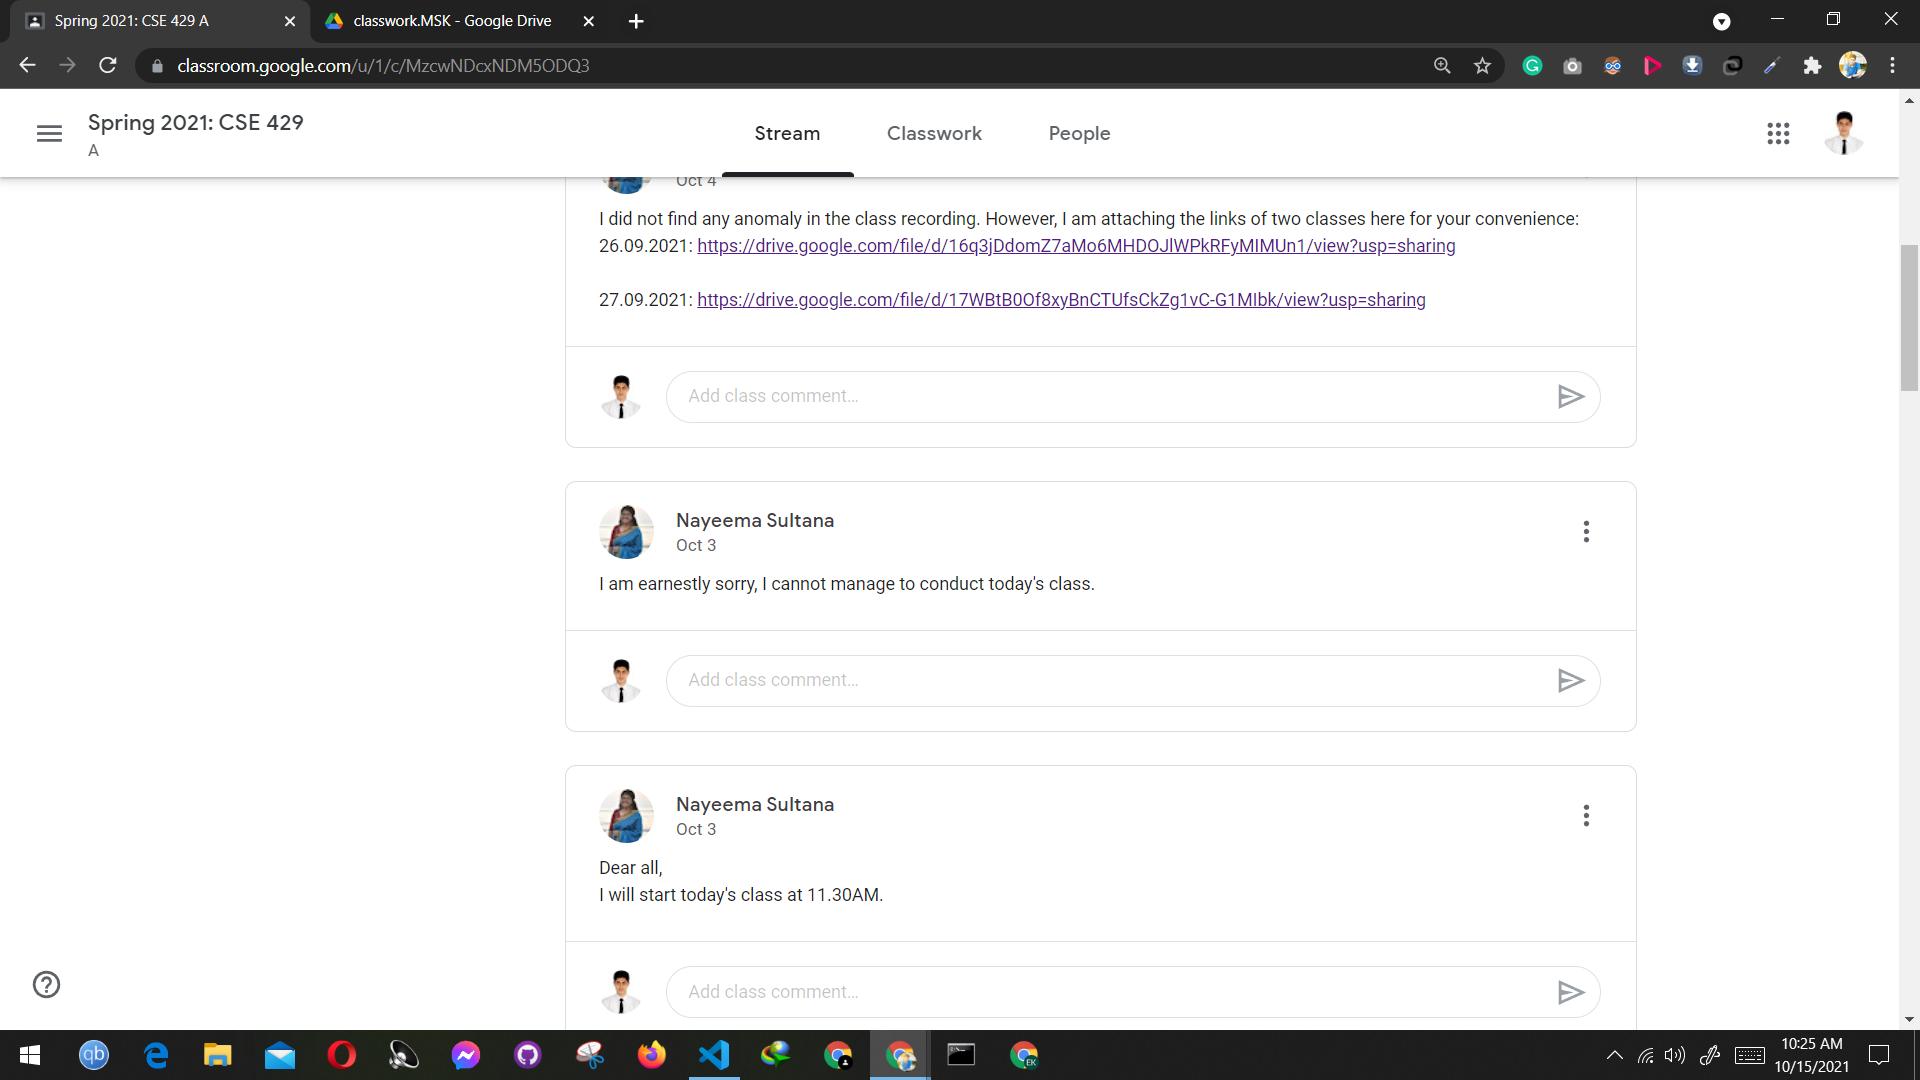 Spring 2021: CSE 429 A
classwork.MSK - Google Drive
classroom.google.com/u/1/c/MzcwNDcxNDM5ODQ3
Spring 2021: CSE 429
A
Stream
Classwork
People
Oct 4
I did not find any anomaly in the class recording. However, I am attaching the links of two classes here for your convenience:
26.09.2021: https://drive.google.com/file/d/16q3jDdomZ7aMo6MHDOJlWPkRFyMIMUn1/view?usp=sharing
27.09.2021: https://drive.google.com/file/d/17WBtB0Of8xyBnCTUfsCkZg1vC-G1MIbk/view?usp=sharing
Add class comment...
Nayeema Sultana
Oct 3
I am earnestly sorry, I cannot manage to conduct today's class.
Add class comment...
Nayeema Sultana
Oct 3
Dear all,
I will start today's class at 11.30AM.
Add class comment...
qb
EK
10:25 AM
10/15/2021